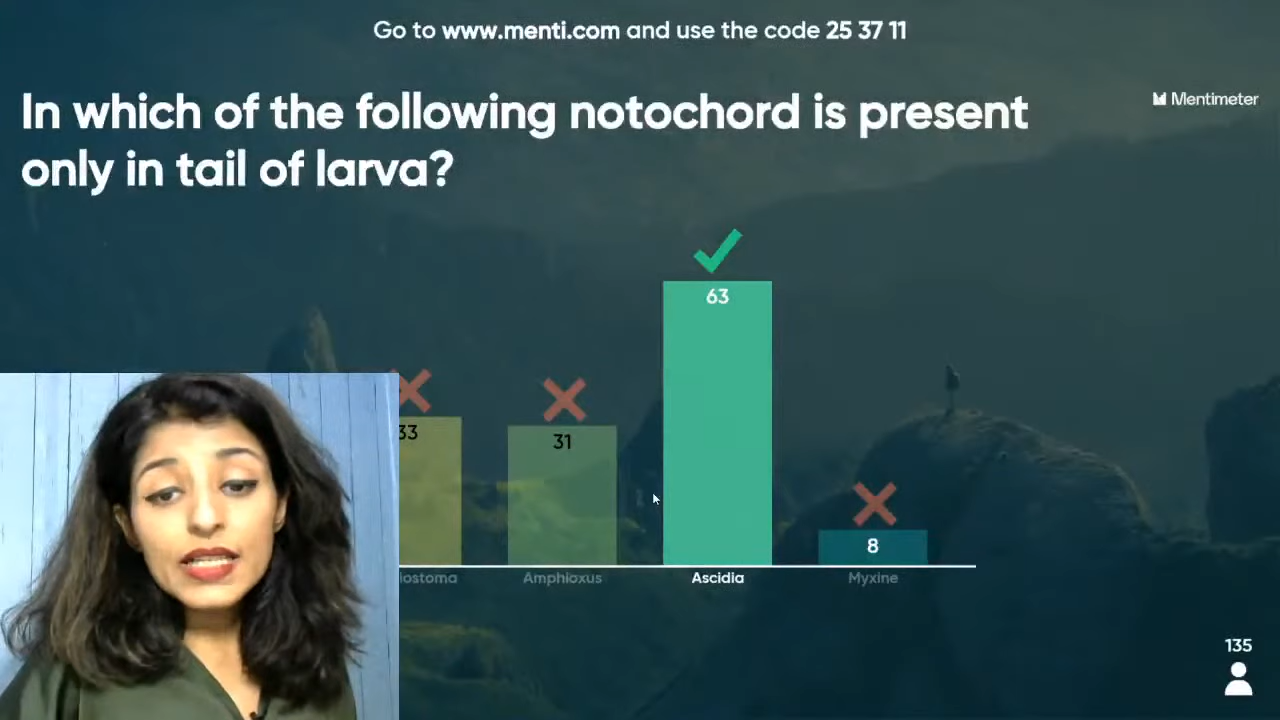 Go to www.menti.com and use the code 25 37 11
Mentimeter
In which of the following notochord is present
only in tail of larva?
63
33
31
8
Amphioxus
Ascidia
Myxine
135